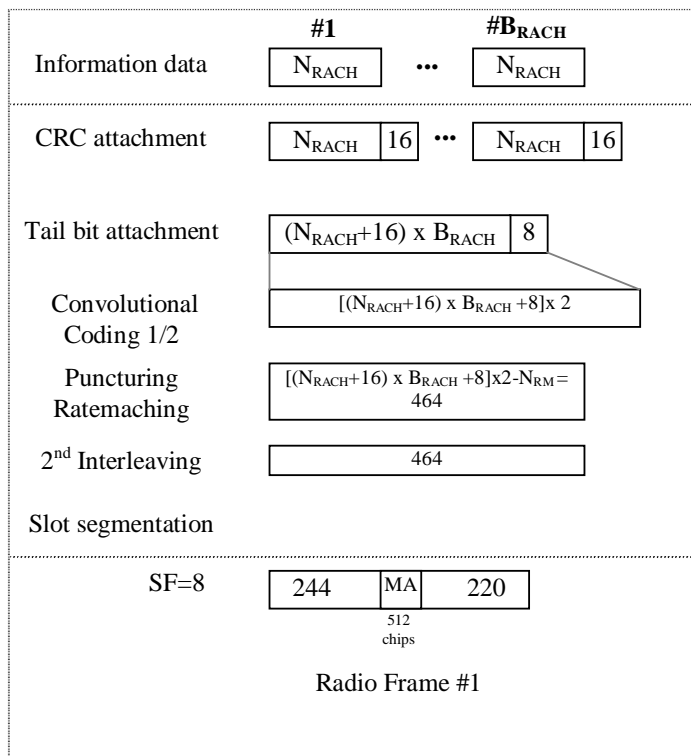 #1 #B_RACH
Information data N_RACH ••• N_RACH
CRC attachment N_RACH 16 ••• N_RACH 16
Tail bit attachment (N_RACH+16) x B_RACH 8
Convolutional
Coding 1/2
[(N_RACH+16) x B_RACH +8]x 2
Puncturing
Ratemaching
[(N_RACH+16) x B_RACH +8]x2-N_RM =
464
2nd Interleaving 464
Slot segmentation
SF=8 244 MA 220
512
chips
Radio Frame #1